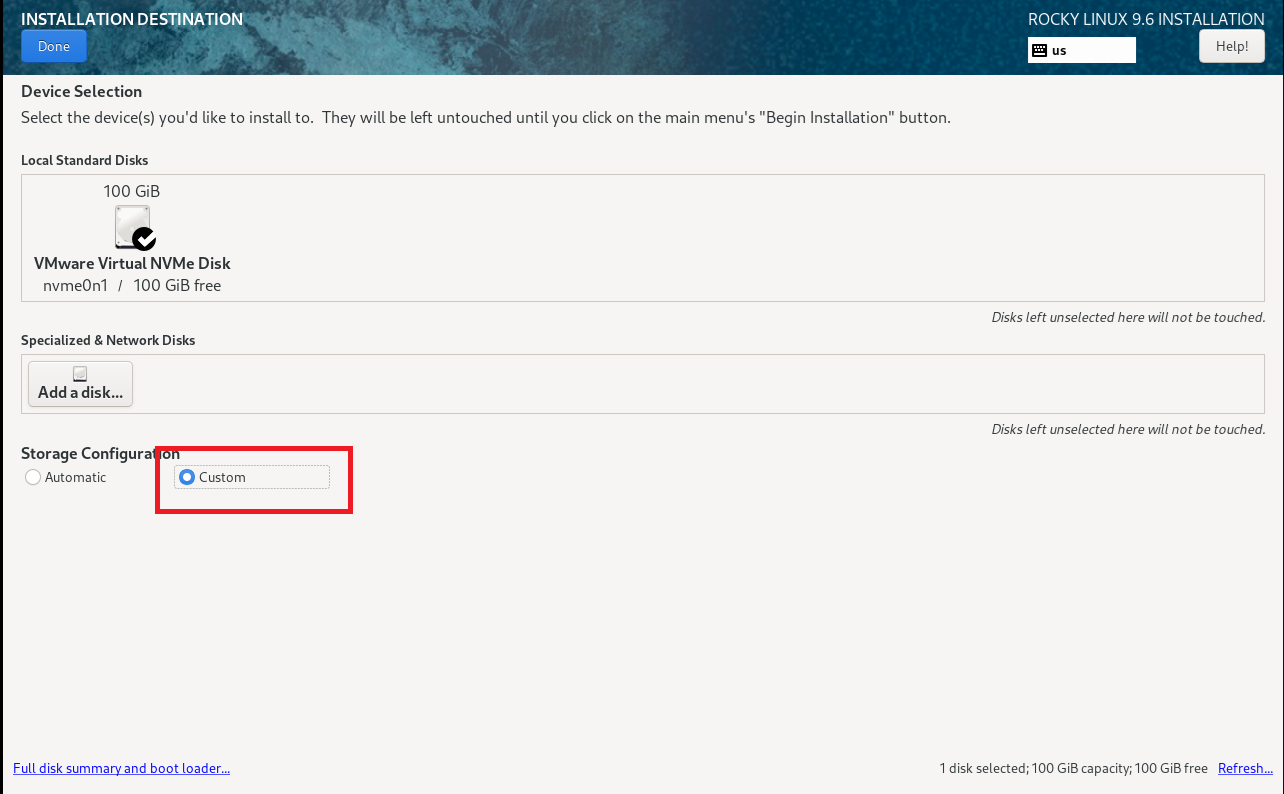 INSTALLATION DESTINATION
ROCKY LINUX 9.6 INSTALLATION
Done
us
Help!
Device Selection
Select the device(s) you'd like to install to.  They will be left untouched until you click on the main menu's "Begin Installation" button.
Local Standard Disks
100 GiB
VMware Virtual NVMe Disk
nvme0n1 / 100 GiB free
Disks left unselected here will not be touched.
Specialized & Network Disks
Add a disk...
Disks left unselected here will not be touched.
Storage Configuration
Automatic
Custom
Full disk summary and boot loader...
1 disk selected; 100 GiB capacity; 100 GiB free
Refresh...